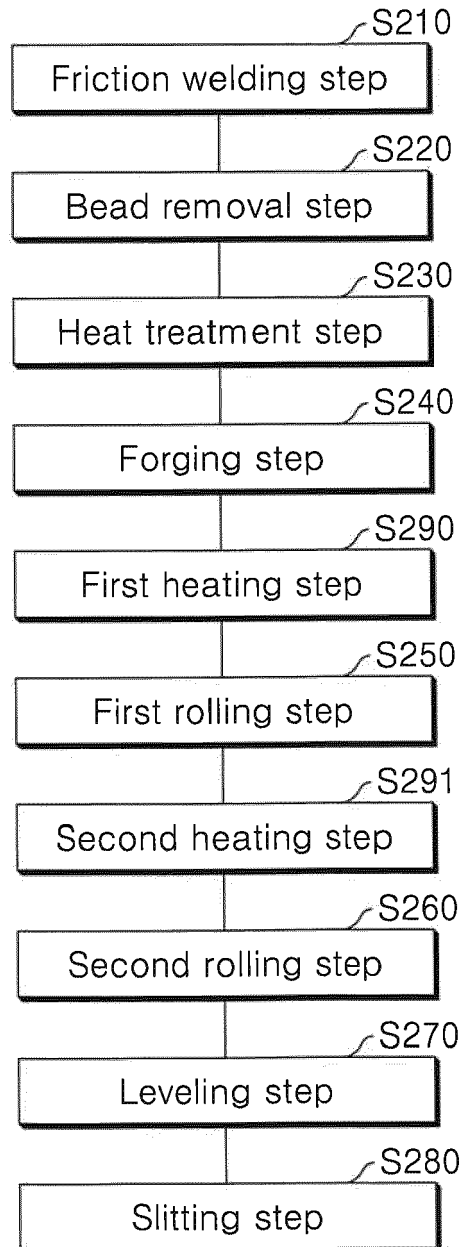 S210
Friction welding step
S220
Bead removal step
S230
Heat treatment step
S240
Forging step
S290
First heating step
S250
First rolling step
S291
Second heating step
S260
Second rolling step
S270
Leveling step
S280
Slitting step